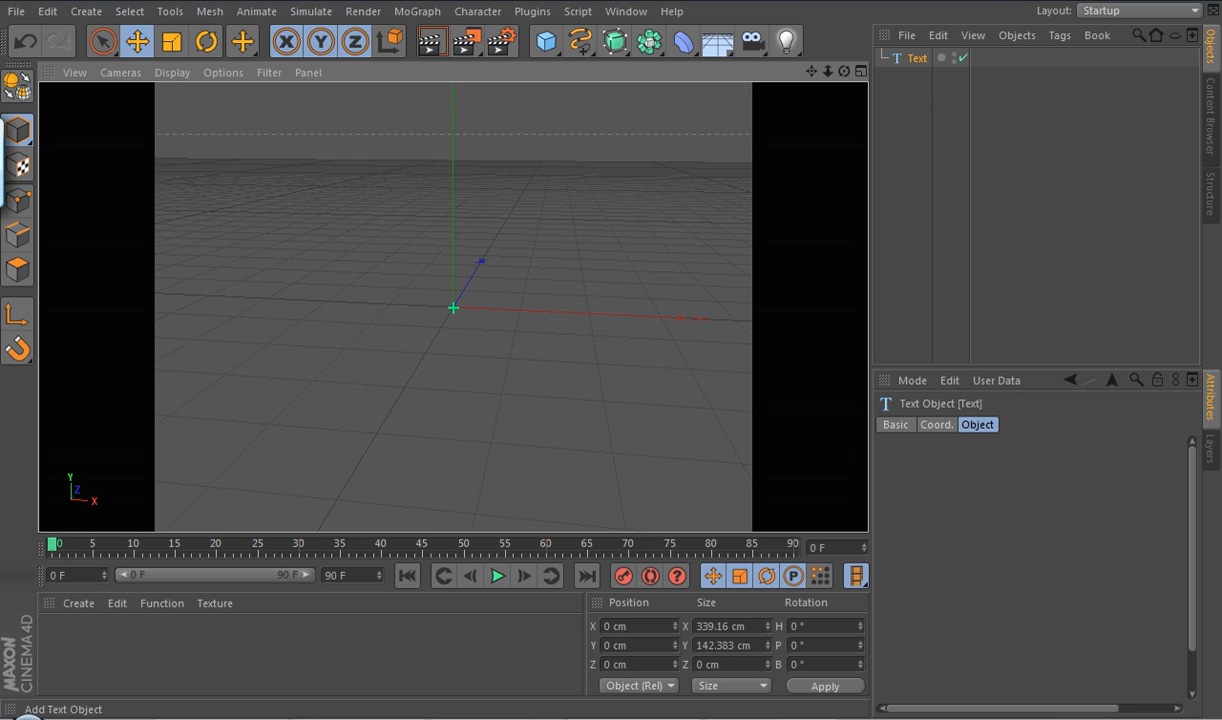 File Edit Create Select Tools Mesh Animate Simulate Render MoGraph Character Plugins Script Window Help Layout: Startup
X Y Z
File Edit View Objects Tags Book
View Cameras Display Options Filter Panel
T Text
Objects
Content Browser
Structure
Mode Edit User Data
T Text Object [Text]
Basic Coord. Object
Attributes
Layers
Y
Z
X
0 5 10 15 20 25 30 35 40 45 50 55 60 65 70 75 80 85 90 0 F
0 F 0 F 90 F 90 F P
Create Edit Function Texture
Position Size Rotation
X 0 cm X 339.16 cm H 0 °
Y 0 cm Y 142.383 cm P 0 °
Z 0 cm Z 0 cm B 0 °
Object (Rel) Size Apply
MAXON
CINEMA 4D
Add Text Object